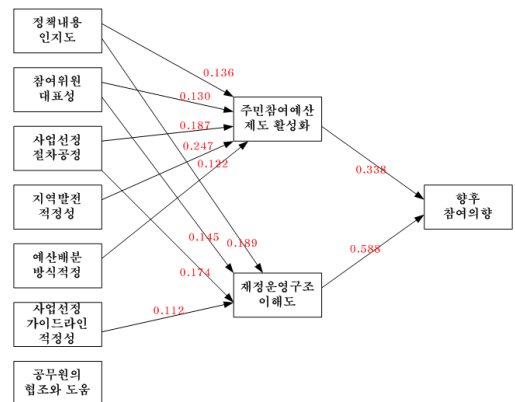 정책내용
인지도
참여위원
대표성
사업선정
절차공정
지역발전
적정성
예산배분
방식적정
사업선정
가이드라인
적정성
공무원의
협조와 도움
0.136
0.130
0.187
0.247
0.122
0.145
0.189
0.174
0.112
주민참여예산
제도 활성화
재정운영구조
이해도
0.338
0.588
향후
참여의향